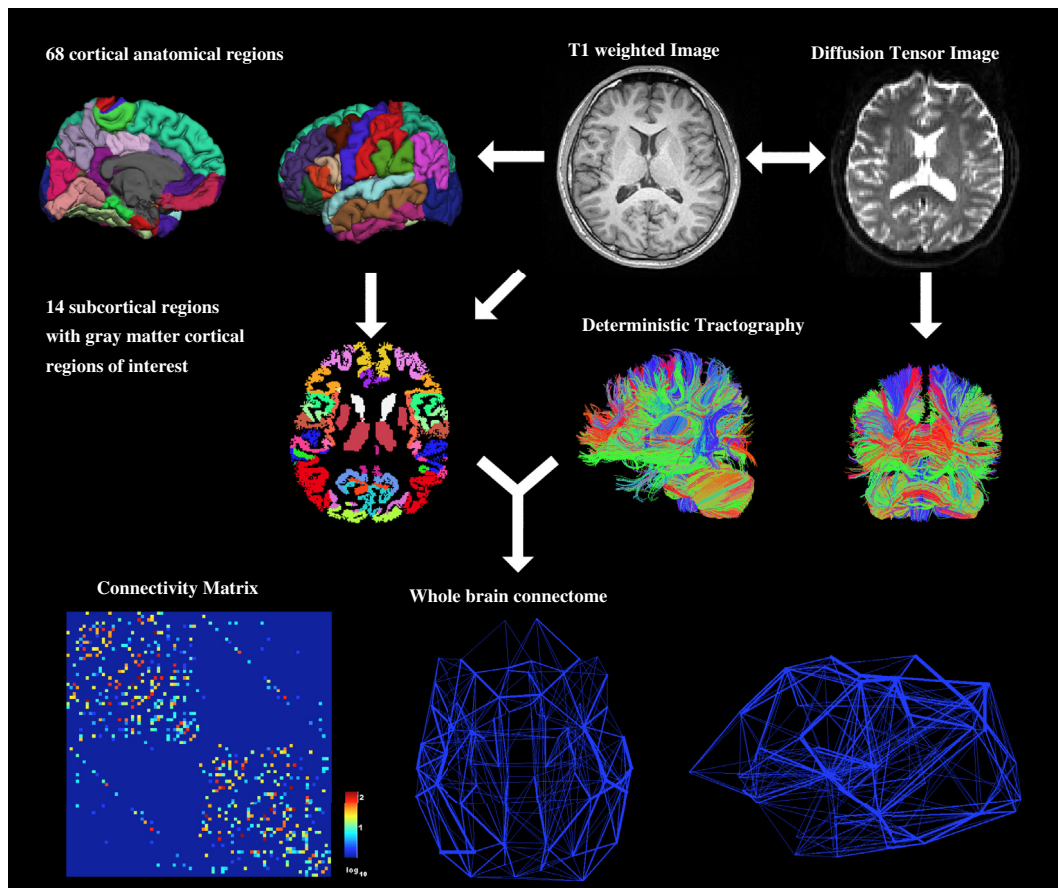 68 cortical anatomical regions
T1 weighted Image
Diffusion Tensor Image
14 subcortical regions
with gray matter cortical
regions of interest
Deterministic Tractography
Connectivity Matrix
Whole brain connectome
2
1
log10